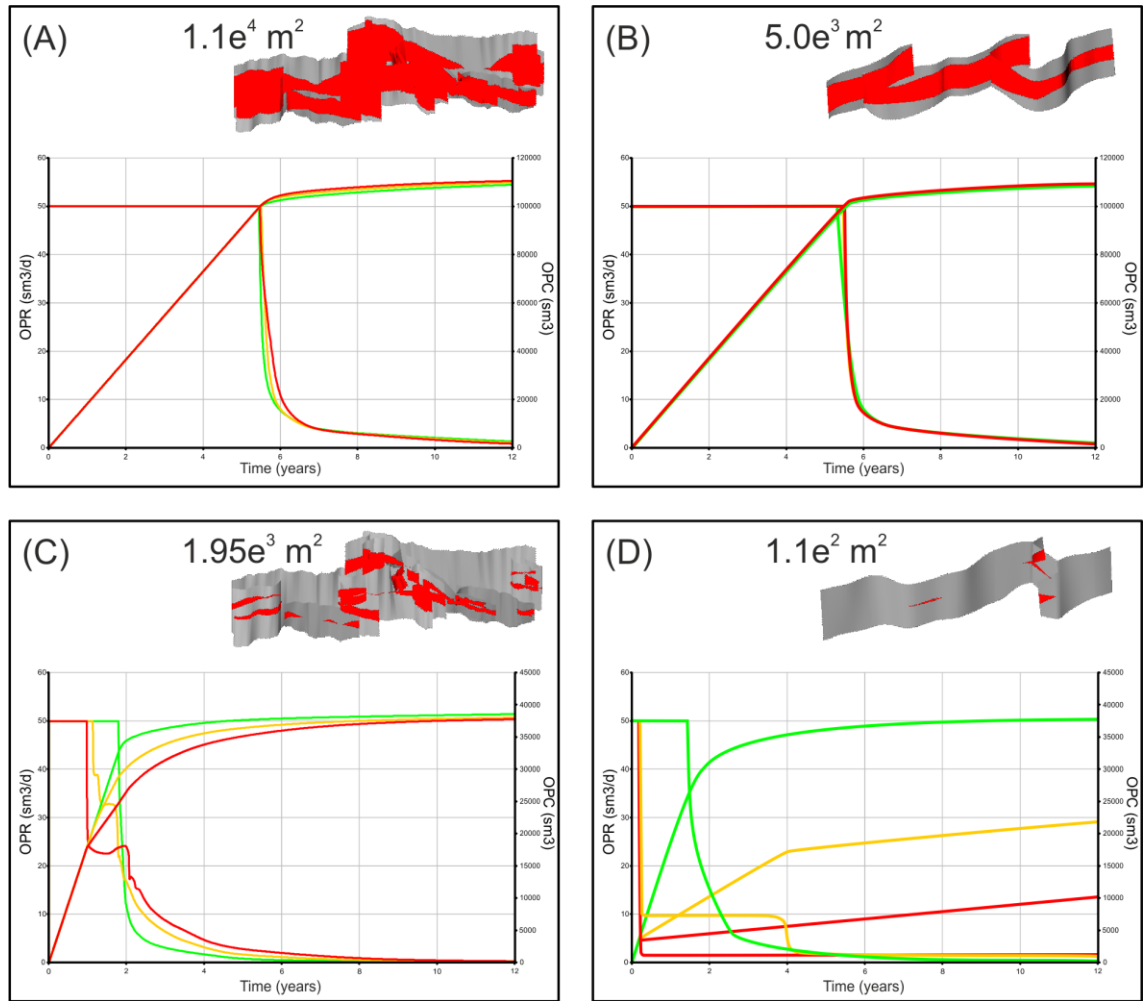 (A)
1.1e⁴ m²
60
50
40
30
20
10
0
OPR (sm3/d)
120000
100000
80000
60000
40000
20000
0
OPC (sm3)
0 2 4 6 8 10 12
Time (years)
(B)
5.0e³ m²
60
50
40
30
20
10
0
OPR (sm3/d)
120000
100000
80000
60000
40000
20000
0
OPC (sm3)
0 2 4 6 8 10 12
Time (years)
(C)
1.95e³ m²
60
50
40
30
20
10
0
OPR (sm3/d)
45000
40000
35000
30000
25000
20000
15000
10000
5000
0
OPC (sm3)
0 2 4 6 8 10 12
Time (years)
(D)
1.1e² m²
60
50
40
30
20
10
0
OPR (sm3/d)
45000
40000
35000
30000
25000
20000
15000
10000
5000
0
OPC (sm3)
0 2 4 6 8 10 12
Time (years)